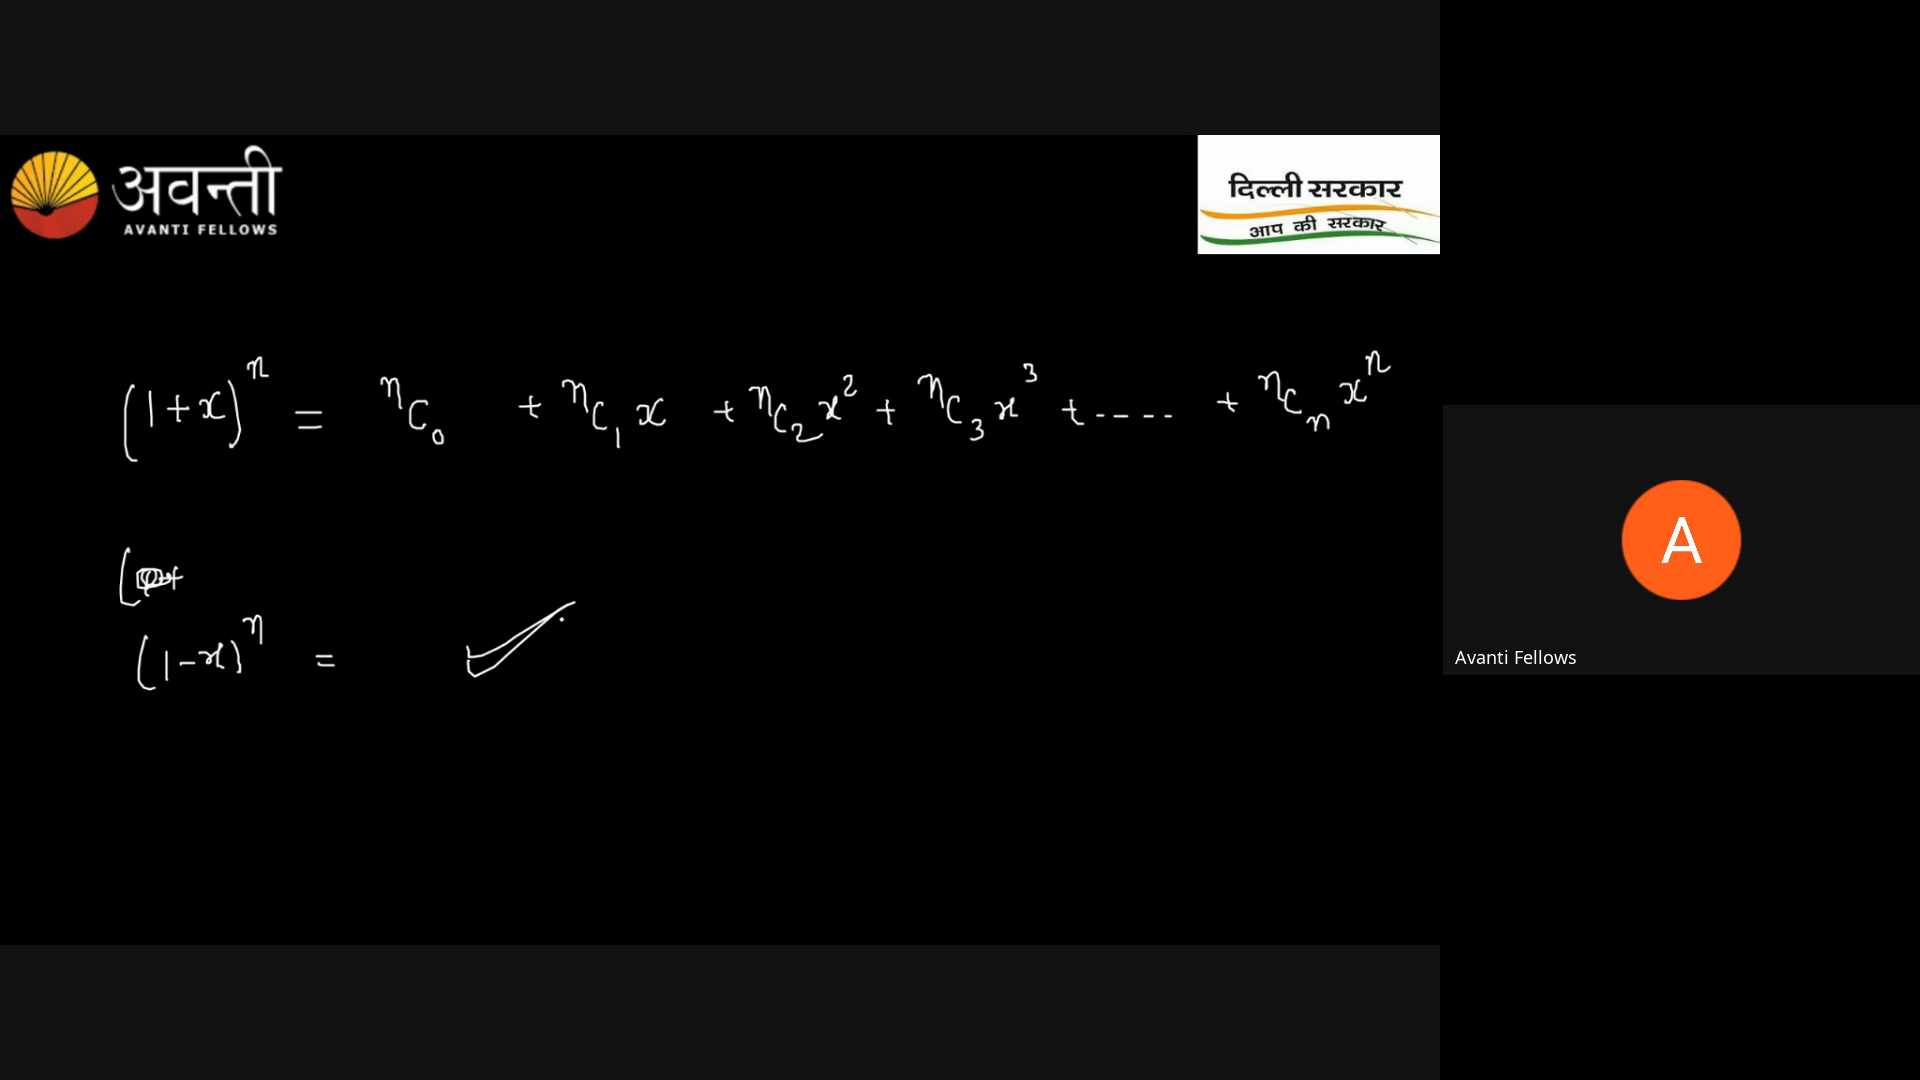 अवन्ती
AVANTI FELLOWS
दिल्ली सरकार
आप की सरकार
(1+x)ⁿ = ⁿC₀ + ⁿC₁x + ⁿC₂x² + ⁿC₃x³ + ---- + ⁿCₙxⁿ
(1-x)ⁿ =
A
Avanti Fellows